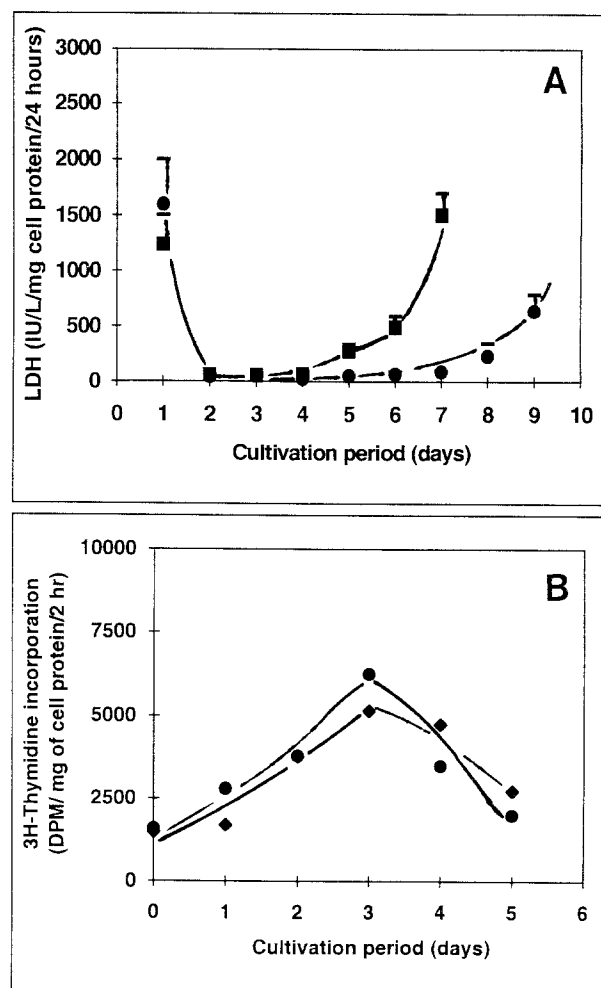 A
LDH (IU/L/mg cell protein/24 hours)
3000
2500
2000
1500
1000
500
0
0 1 2 3 4 5 6 7 8 9 10
Cultivation period (days)
B
3H-Thymidine incorporation
(DPM/ mg of cell protein/2 hr)
10000
7500
5000
2500
0
0 1 2 3 4 5 6
Cultivation period (days)